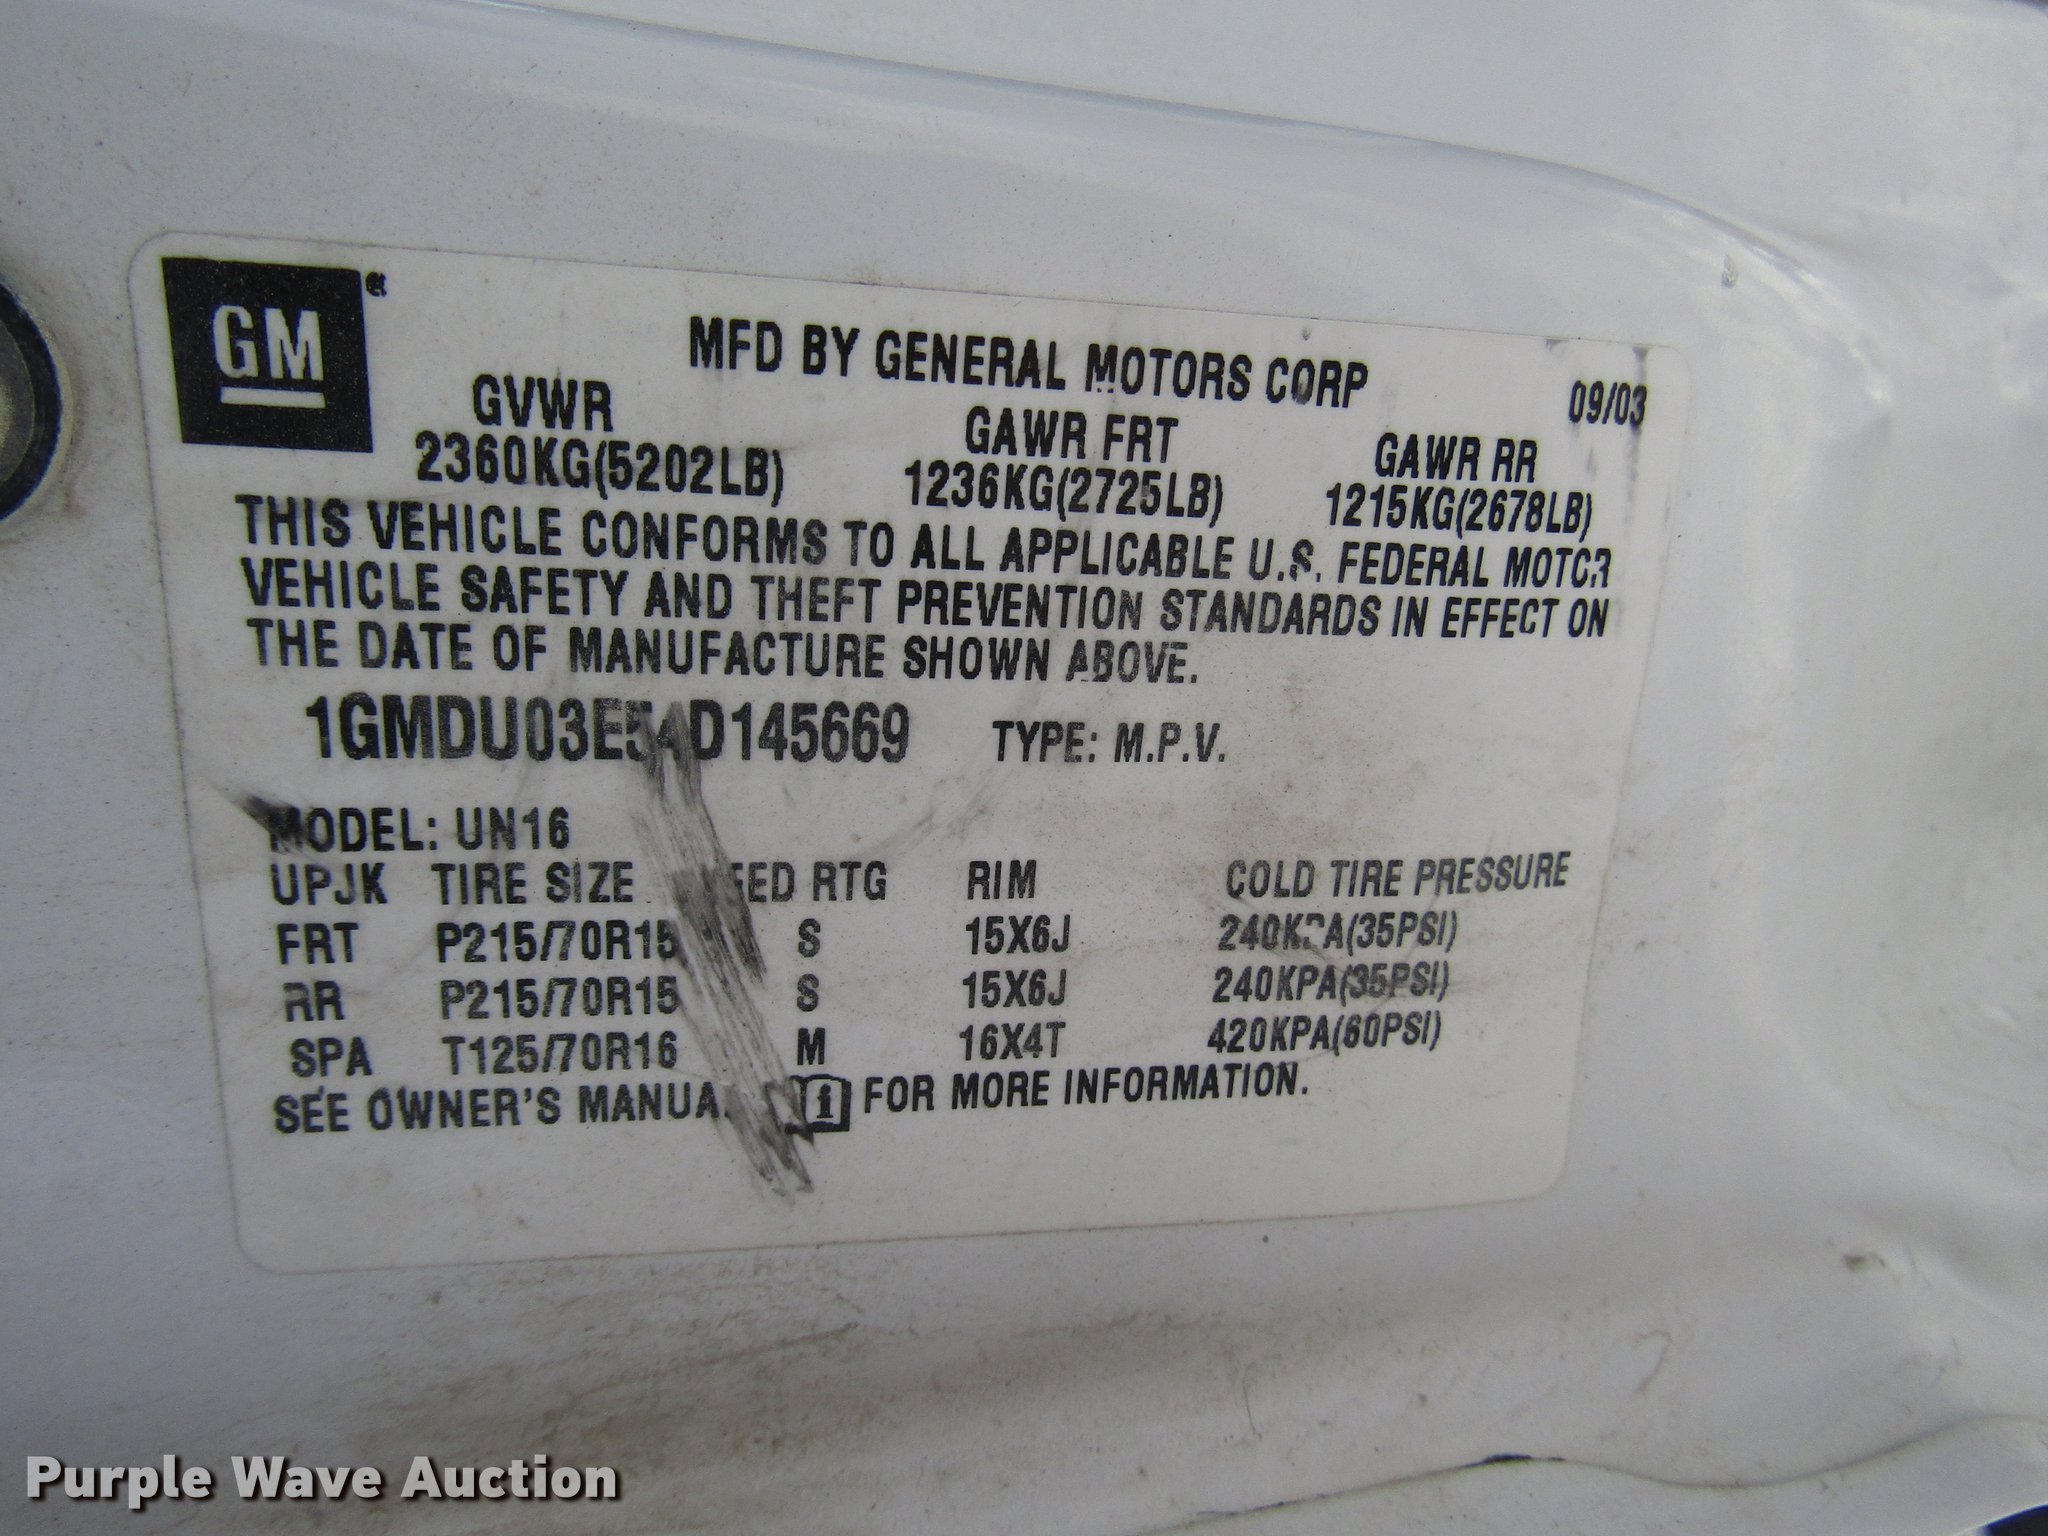 GM
MFD BY GENERAL MOTORS CORP 09/03
GVWR GAWR FRT GAWR RR
2360KG(5202LB) 1236KG(2725LB) 1215KG(2678LB)
THIS VEHICLE CONFORMS TO ALL APPLICABLE U.S. FEDERAL MOTOR
VEHICLE SAFETY AND THEFT PREVENTION STANDARDS IN EFFECT ON
THE DATE OF MANUFACTURE SHOWN ABOVE.
1GMDU03E54D145669 TYPE: M.P.V.
MODEL: UN16
UPJK TIRE SIZE RTG RIM COLD TIRE PRESSURE
FRT P215/70R15 S 15X6J 240KPA(35PSI)
RR P215/70R15 S 15X6J 240KPA(35PSI)
SPA T125/70R16 M 16X4T 420KPA(60PSI)
SEE OWNER'S MANUAL i FOR MORE INFORMATION.
Purple Wave Auction